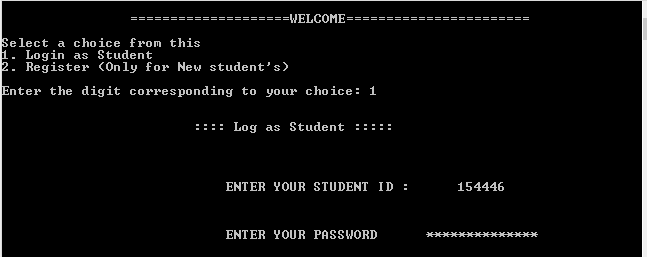 ====================WELCOME=======================
Select a choice from this
1. Login as Student
2. Register (Only for New student's)
Enter the digit corresponding to your choice: 1
:::: Log as Student :::::
ENTER YOUR STUDENT ID : 154446
ENTER YOUR PASSWORD **************